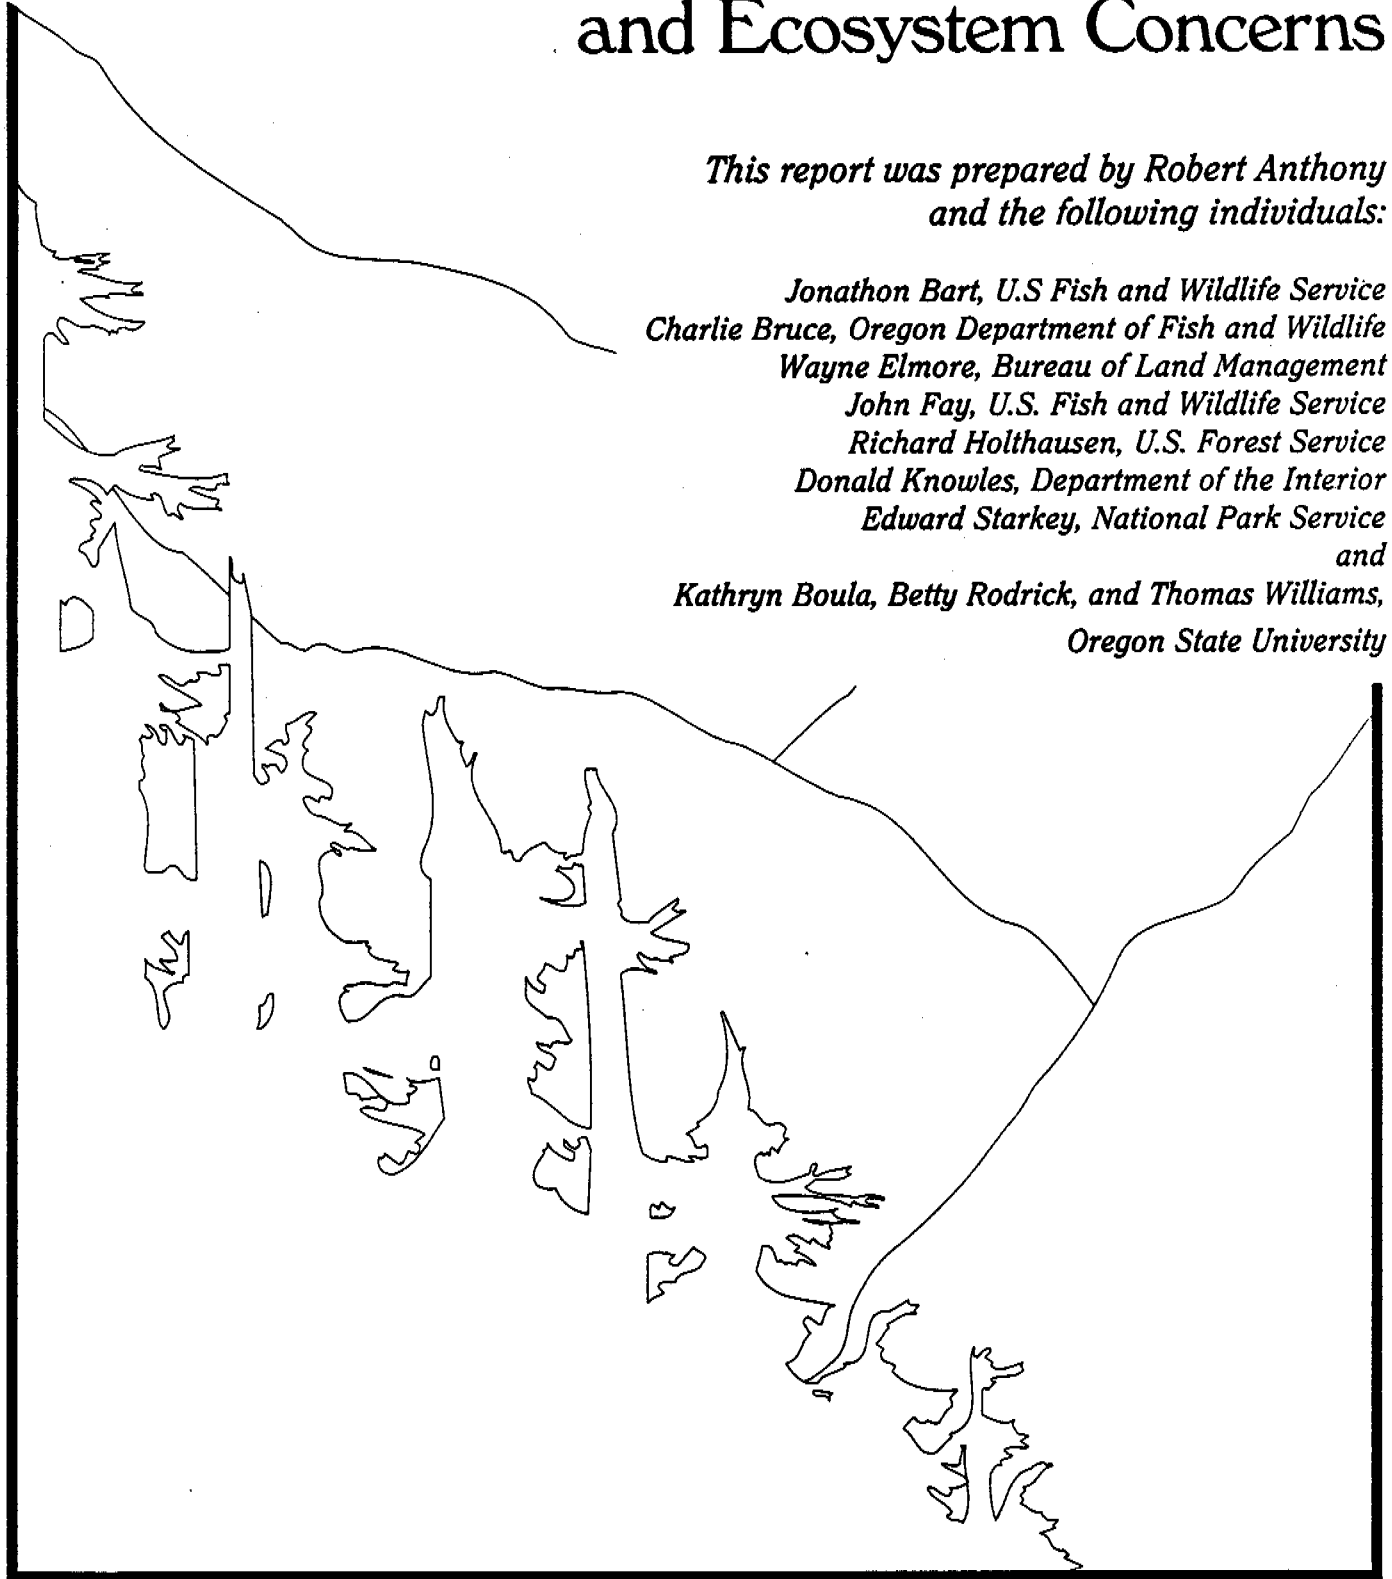 and Ecosystem Concerns
This report was prepared by Robert Anthony
and the following individuals:
Jonathon Bart, U.S Fish and Wildlife Service
Charlie Bruce, Oregon Department of Fish and Wildlife
Wayne Elmore, Bureau of Land Management
John Fay, U.S. Fish and Wildlife Service
Richard Holthausen, U.S. Forest Service
Donald Knowles, Department of the Interior
Edward Starkey, National Park Service
and
Kathryn Boula, Betty Rodrick, and Thomas Williams,
Oregon State University